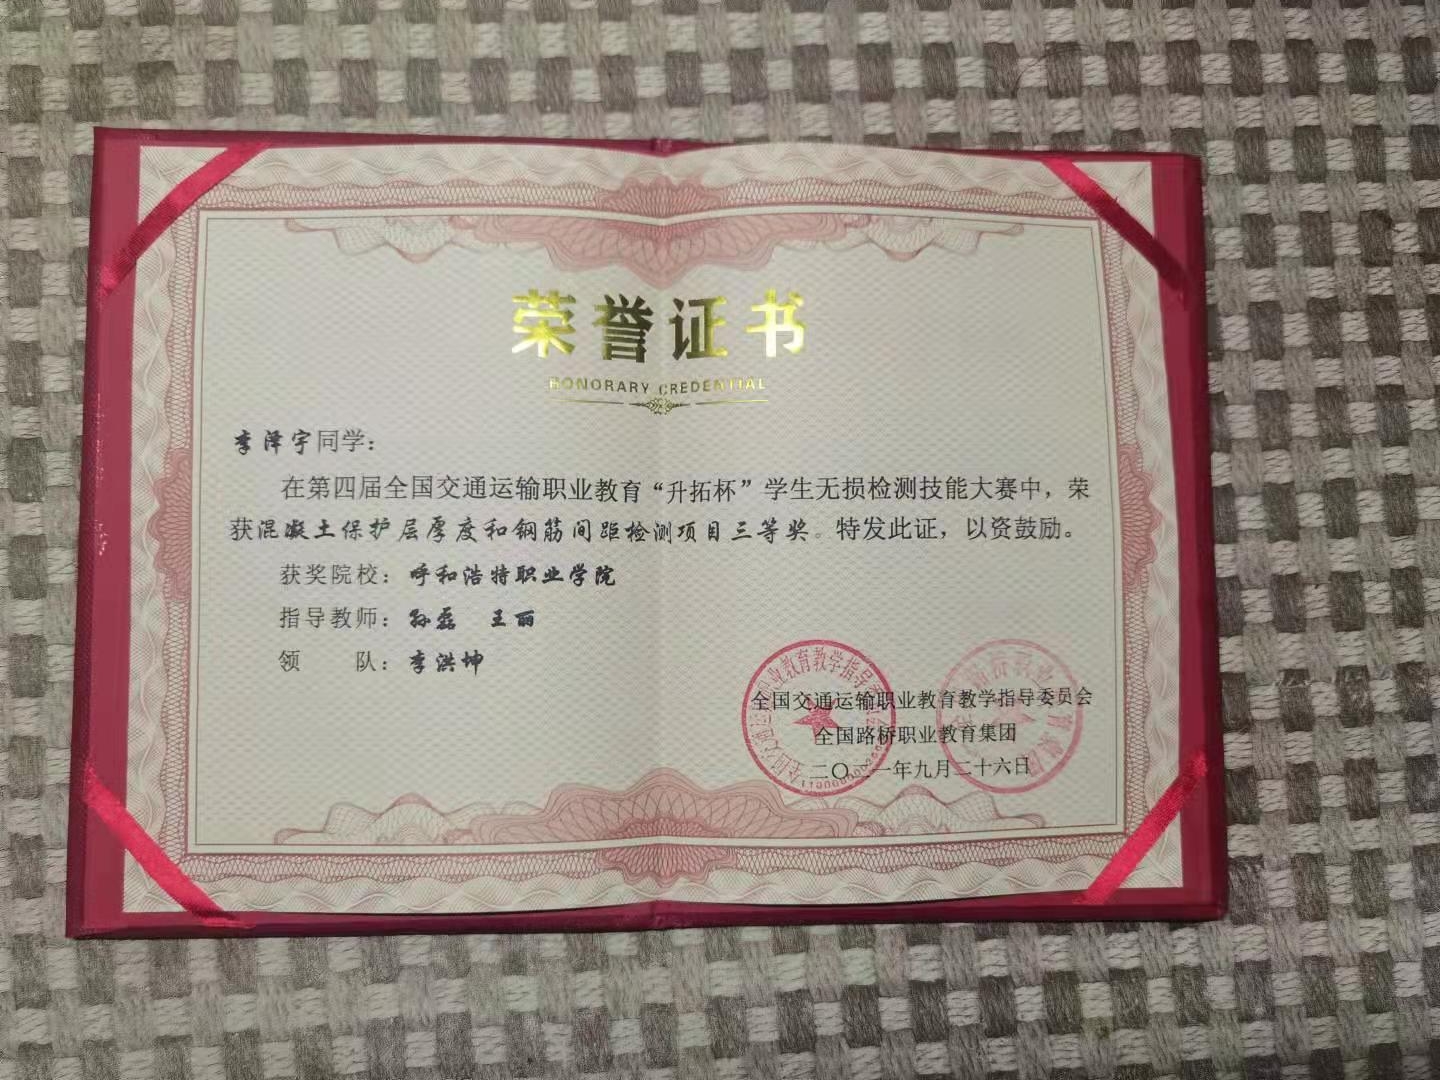 荣誉证书
HONORARY CREDENTIAL
李泽宇同学：
在第四届全国交通运输职业教育“升拓杯”学生无损检测技能大赛中，荣
获混凝土保护层厚度和钢筋间距检测项目三等奖。特发此证，以资鼓励。
获奖院校：呼和浩特职业学院
指导教师：孙磊 王丽
领 队：李洪坤
全国交通运输职业教育教学指导委员会
全国路桥职业教育集团
二〇二一年九月二十六日